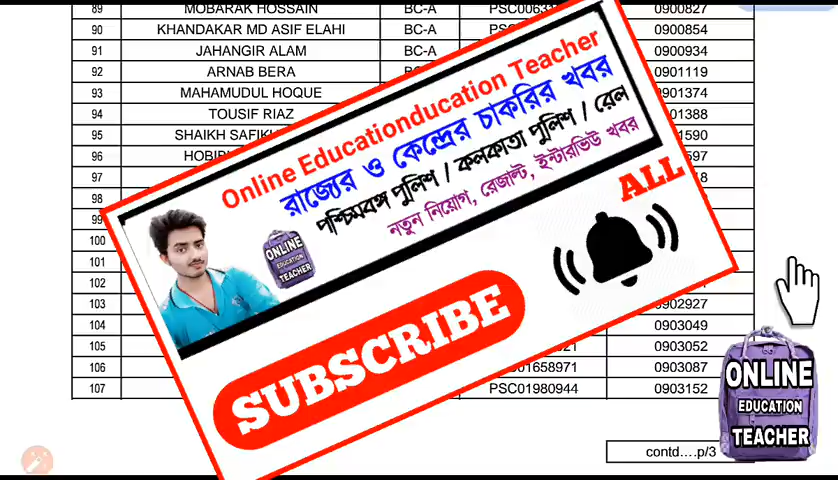 89 MOBARAK HOSSAIN BC-A 0900827
90 KHANDAKAR MD ASIF ELAHI BC-A 0900854
91 JAHANGIR ALAM BC-A 0900934
92 ARNAB BERA 0901119
93 MAHAMUDUL HOQUE 0901374
94 TOUSIF RIAZ
95 SHAIKH
96
97
98
99
100
101
102
103 0902927
104 0903049
105 0903052
106 0903087
107 PSC01980944 0903152
contd....p/3
Online Educationducation Teacher
রাজ্যের ও কেন্দ্রের চাকরির খবর
পশ্চিমবঙ্গ পুলিশ / কলকাতা পুলিশ / রেল
নতুন নিয়োগ, রেজাল্ট, ইন্টারভিউ খবর
ONLINE
EDUCATION
TEACHER
ALL
SUBSCRIBE
ONLINE
EDUCATION
TEACHER